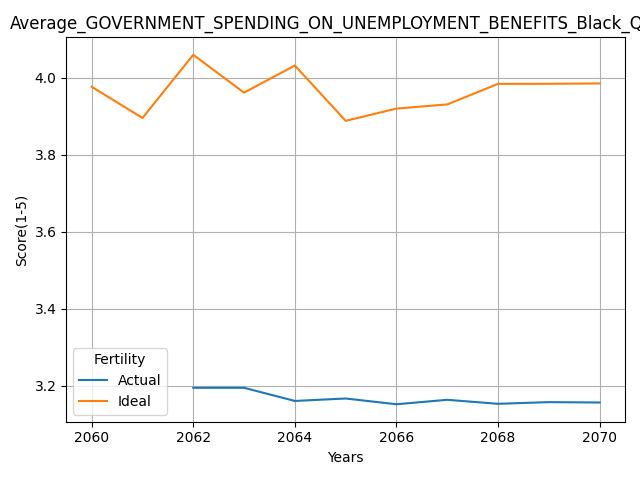 Average_GOVERNMENT_SPENDING_ON_UNEMPLOYMENT_BENEFITS_Black_Q
4.0
3.8
3.6
3.4
3.2
Score(1-5)
Fertility
Actual
Ideal
2060 2062 2064 2066 2068 2070
Years